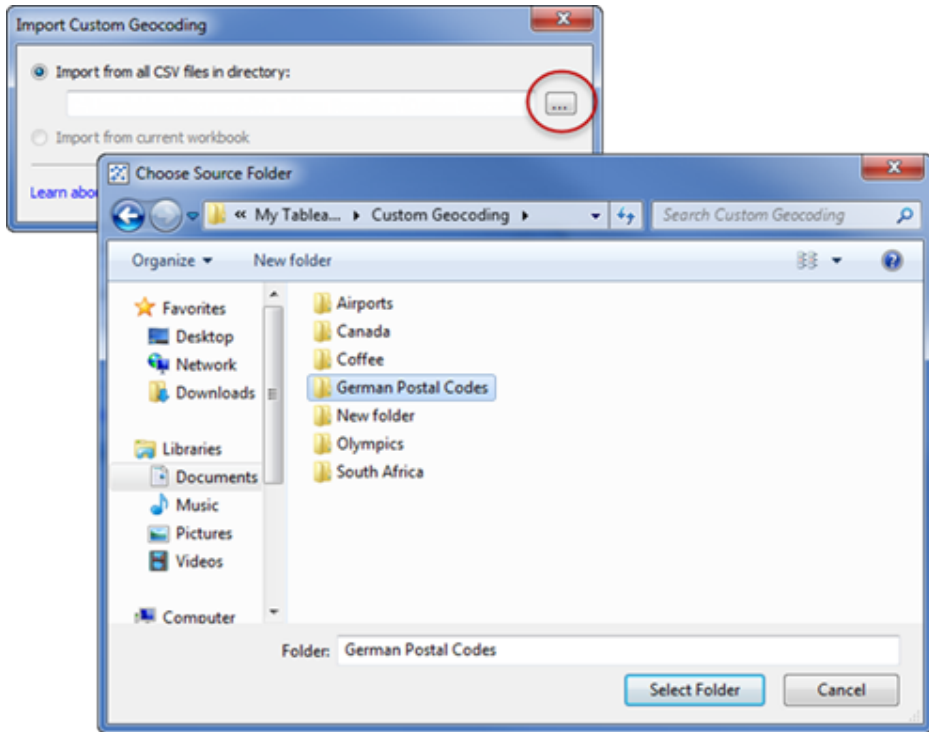 Import Custom Geocoding
Import from all CSV files in directory:
...
Import from current workbook
Learn abou
Choose Source Folder
« My Tablea... Custom Geocoding
Search Custom Geocoding
Organize
New folder
Favorites
Desktop
Network
Downloads
Libraries
Documents
Music
Pictures
Videos
Computer
Airports
Canada
Coffee
German Postal Codes
New folder
Olympics
South Africa
Folder: German Postal Codes
Select Folder
Cancel